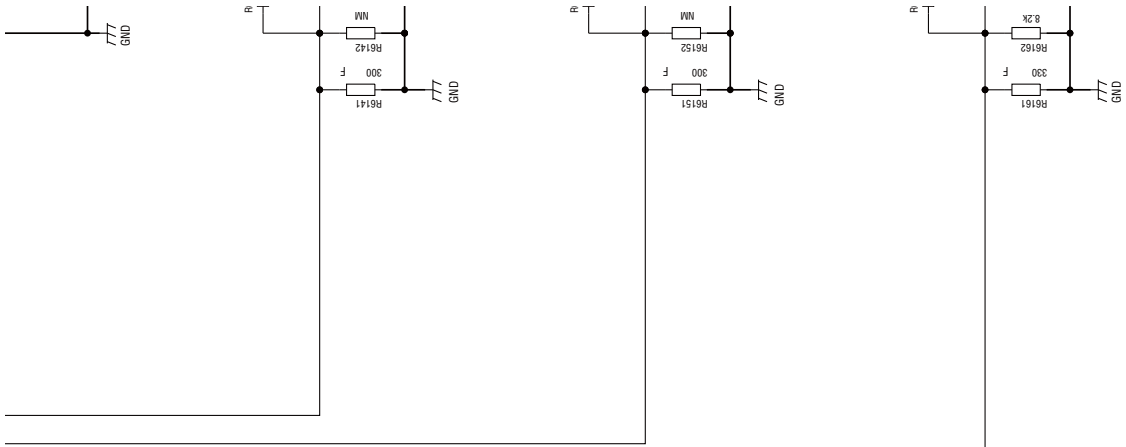 NM
R6142
F 300
R6141
GND
GND
NM
R6152
F 300
R6151
GND
8.2k
R6162
F 330
R6161
GND